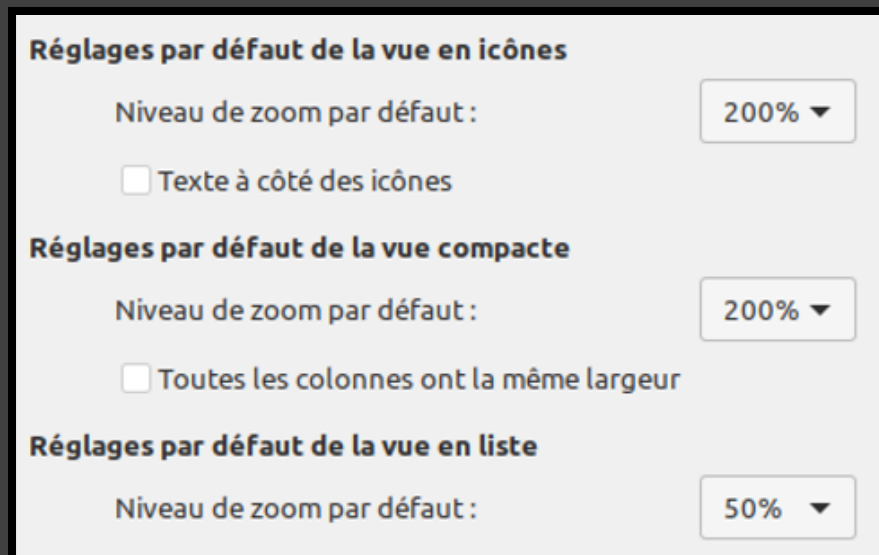 Réglages par défaut de la vue en icônes
Niveau de zoom par défaut : 200%
Texte à côté des icônes
Réglages par défaut de la vue compacte
Niveau de zoom par défaut : 200%
Toutes les colonnes ont la même largeur
Réglages par défaut de la vue en liste
Niveau de zoom par défaut : 50%